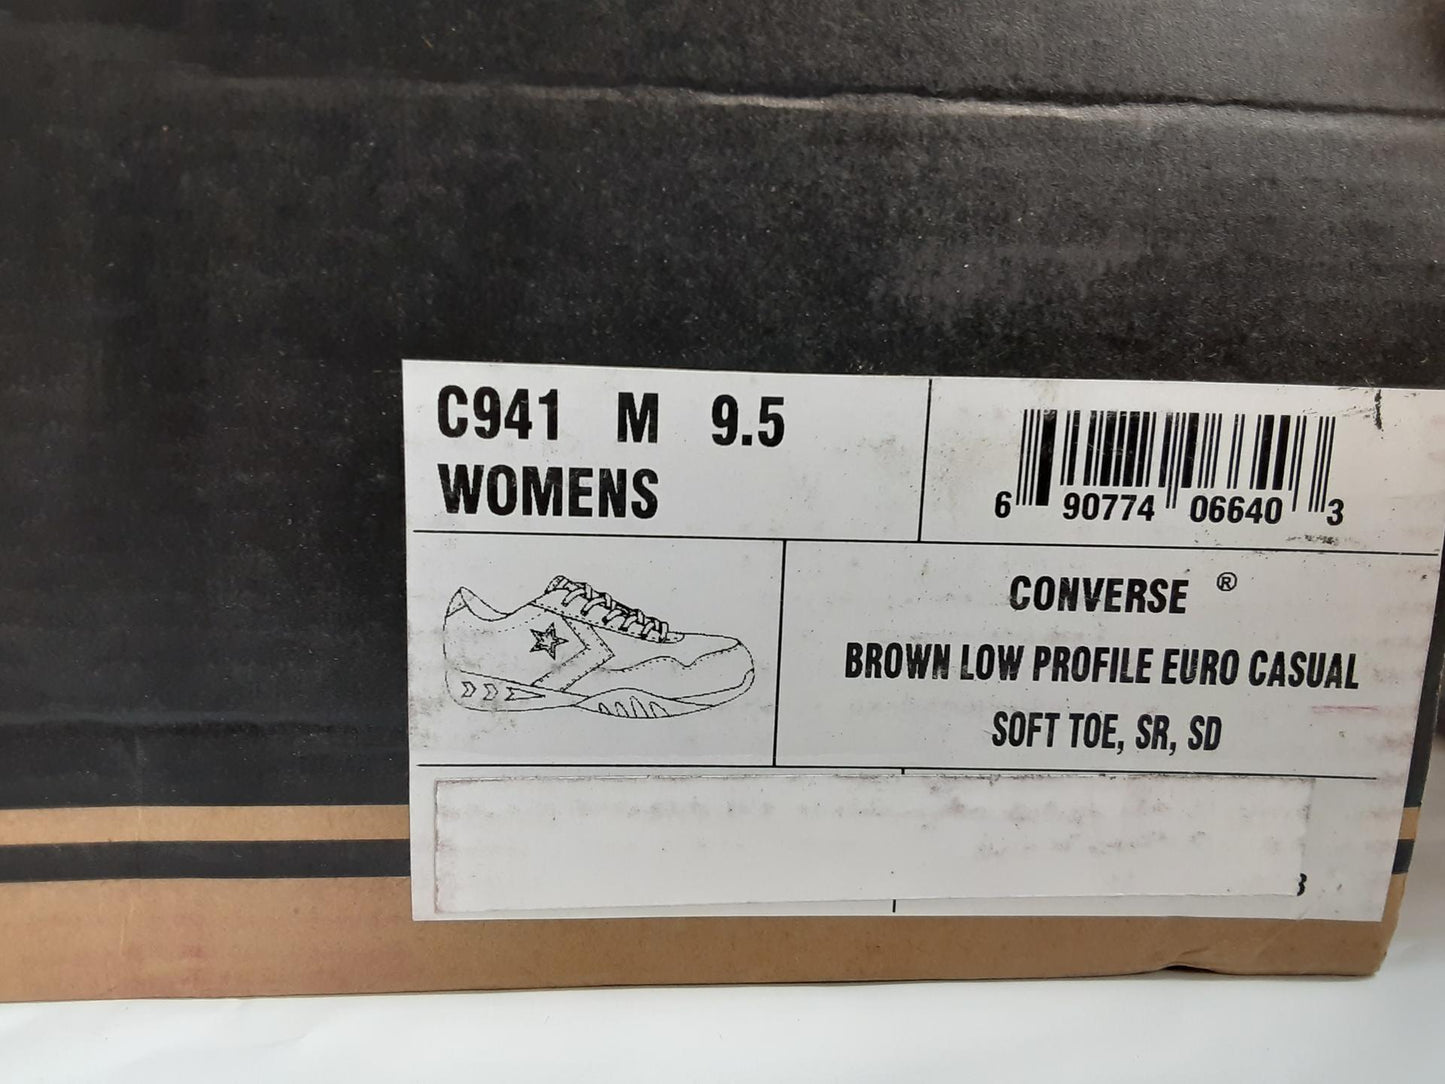 C941 M 9.5
WOMENS
6 90774 06640 3
CONVERSE ®
BROWN LOW PROFILE EURO CASUAL
SOFT TOE, SR, SD